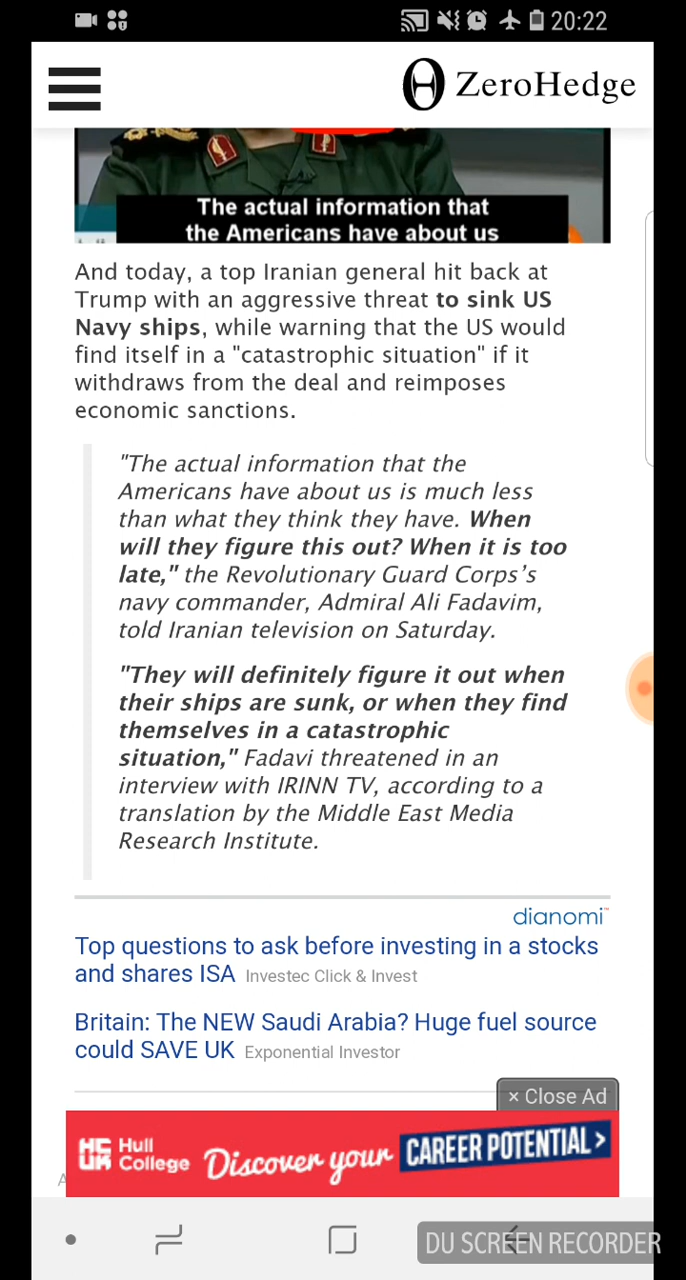 20:22
ZeroHedge
The actual information that
the Americans have about us
And today, a top Iranian general hit back at
Trump with an aggressive threat to sink US
Navy ships, while warning that the US would
find itself in a "catastrophic situation" if it
withdraws from the deal and reimposes
economic sanctions.
"The actual information that the
Americans have about us is much less
than what they think they have. When
will they figure this out? When it is too
late," the Revolutionary Guard Corps’s
navy commander, Admiral Ali Fadavim,
told Iranian television on Saturday.
"They will definitely figure it out when
their ships are sunk, or when they find
themselves in a catastrophic
situation," Fadavi threatened in an
interview with IRINN TV, according to a
translation by the Middle East Media
Research Institute.
dianomi™
Top questions to ask before investing in a stocks
and shares ISA Investec Click & Invest
Britain: The NEW Saudi Arabia? Huge fuel source
could SAVE UK Exponential Investor
× Close Ad
HC UK Hull
College
Discover your CAREER POTENTIAL >
DU SCREEN RECORDER